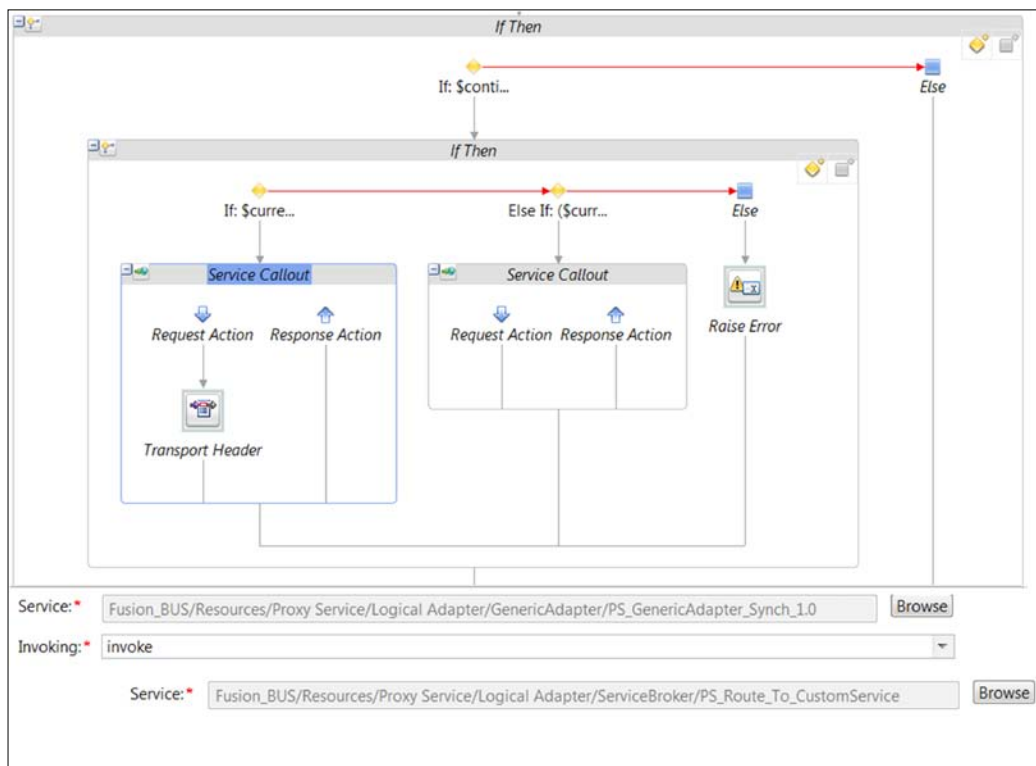 If Then
If: $conti...
Else
If Then
If: $curre...
Else If: ($curr...
Else
Service Callout
Service Callout
Request Action
Response Action
Request Action
Response Action
Raise Error
Transport Header
Service:*
Fusion_BUS/Resources/Proxy Service/Logical Adapter/GenericAdapter/PS_GenericAdapter_Synch_1.0
Browse
Invoking:*
invoke
Service:*
Fusion_BUS/Resources/Proxy Service/Logical Adapter/ServiceBroker/PS_Route_To_CustomService
Browse